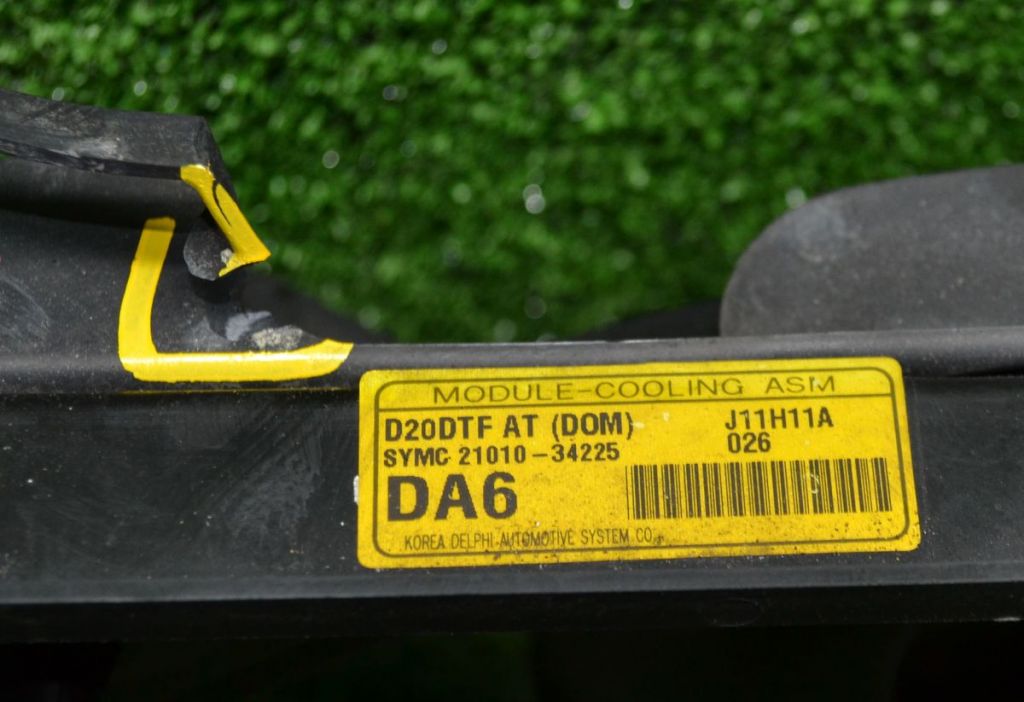 MODULE-COOLING ASM
D20DTF AT (DOM) J11H11A
SYMC 21010-34225 026
DA6
KOREA DELPHI AUTOMOTIVE SYSTEM CO.,